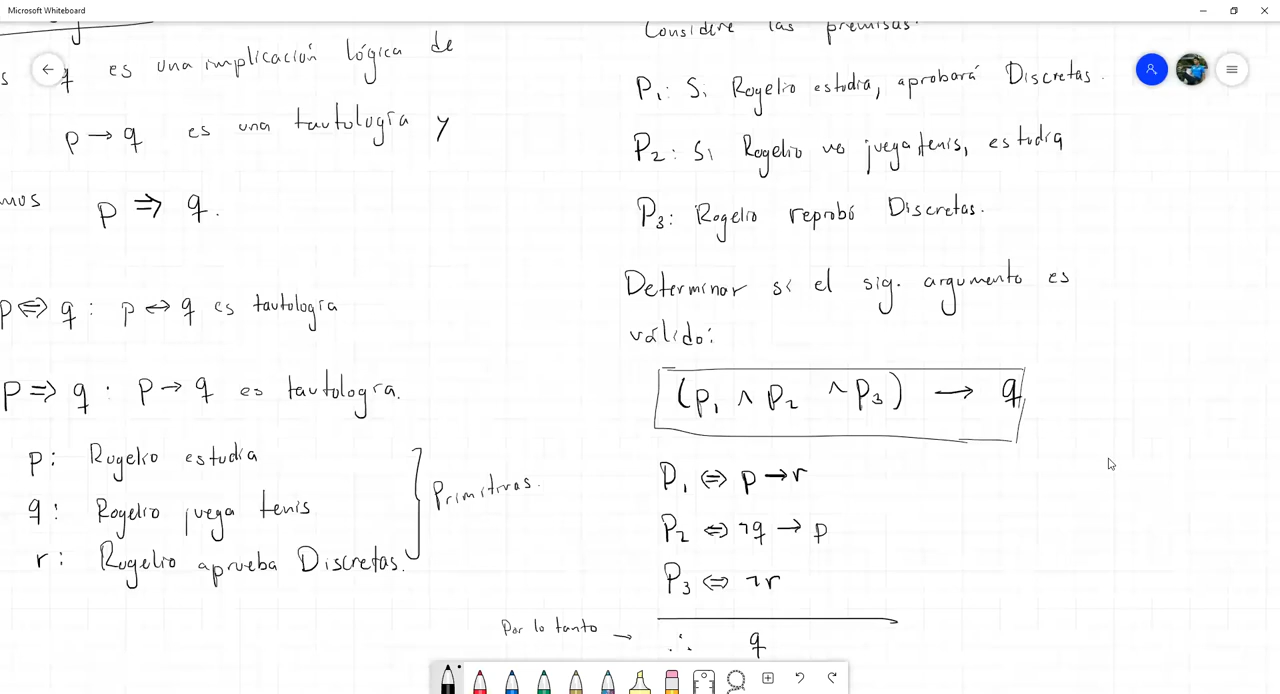 Microsoft Whiteboard
s q es una implicación lógica de
p → q es una tautología y
mos p ⇒ q.
p ⇔ q : p ↔ q es tautología
p ⇒ q : p → q es tautología.
p: Rogelio estudia
q: Rogelio juega tenis
r: Rogelio aprueba Discretas.
Primitivas.
Considere las premisas:
P₁: Si Rogelio estudia, aprobará Discretas.
P₂: Si Rogelio no juega tenis, estudia
P₃: Rogelio reprobó Discretas.
Determinar si el sig. argumento es
válido:
(p₁ ∧ p₂ ∧ p₃) → q
P₁ ⇔ p → r
P₂ ⇔ ¬q → p
P₃ ⇔ ¬r
Por lo tanto → ∴ q